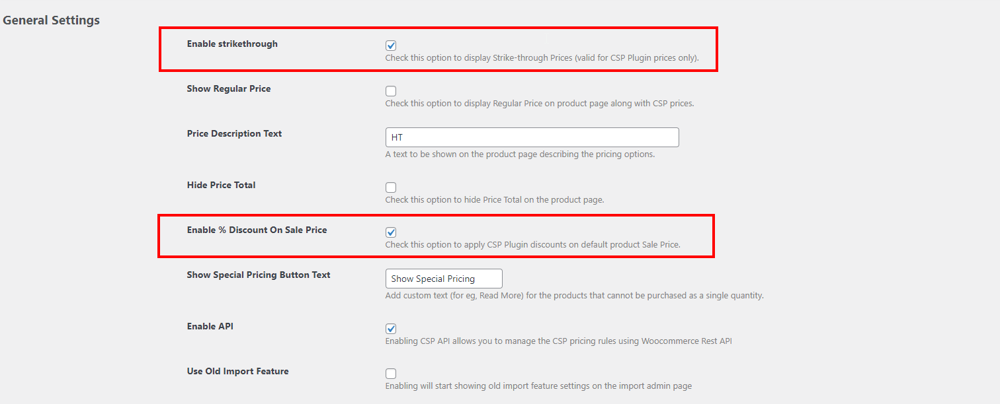 General Settings
Enable strikethrough
Check this option to display Strike-through Prices (valid for CSP Plugin prices only).
Show Regular Price
Check this option to display Regular Price on product page along with CSP prices.
Price Description Text
HT
A text to be shown on the product page describing the pricing options.
Hide Price Total
Check this option to hide Price Total on the product page.
Enable % Discount On Sale Price
Check this option to apply CSP Plugin discounts on default product Sale Price.
Show Special Pricing Button Text
Show Special Pricing
Add custom text (for eg, Read More) for the products that cannot be purchased as a single quantity.
Enable API
Enabling CSP API allows you to manage the CSP pricing rules using Woocommerce Rest API
Use Old Import Feature
Enabling will start showing old import feature settings on the import admin page